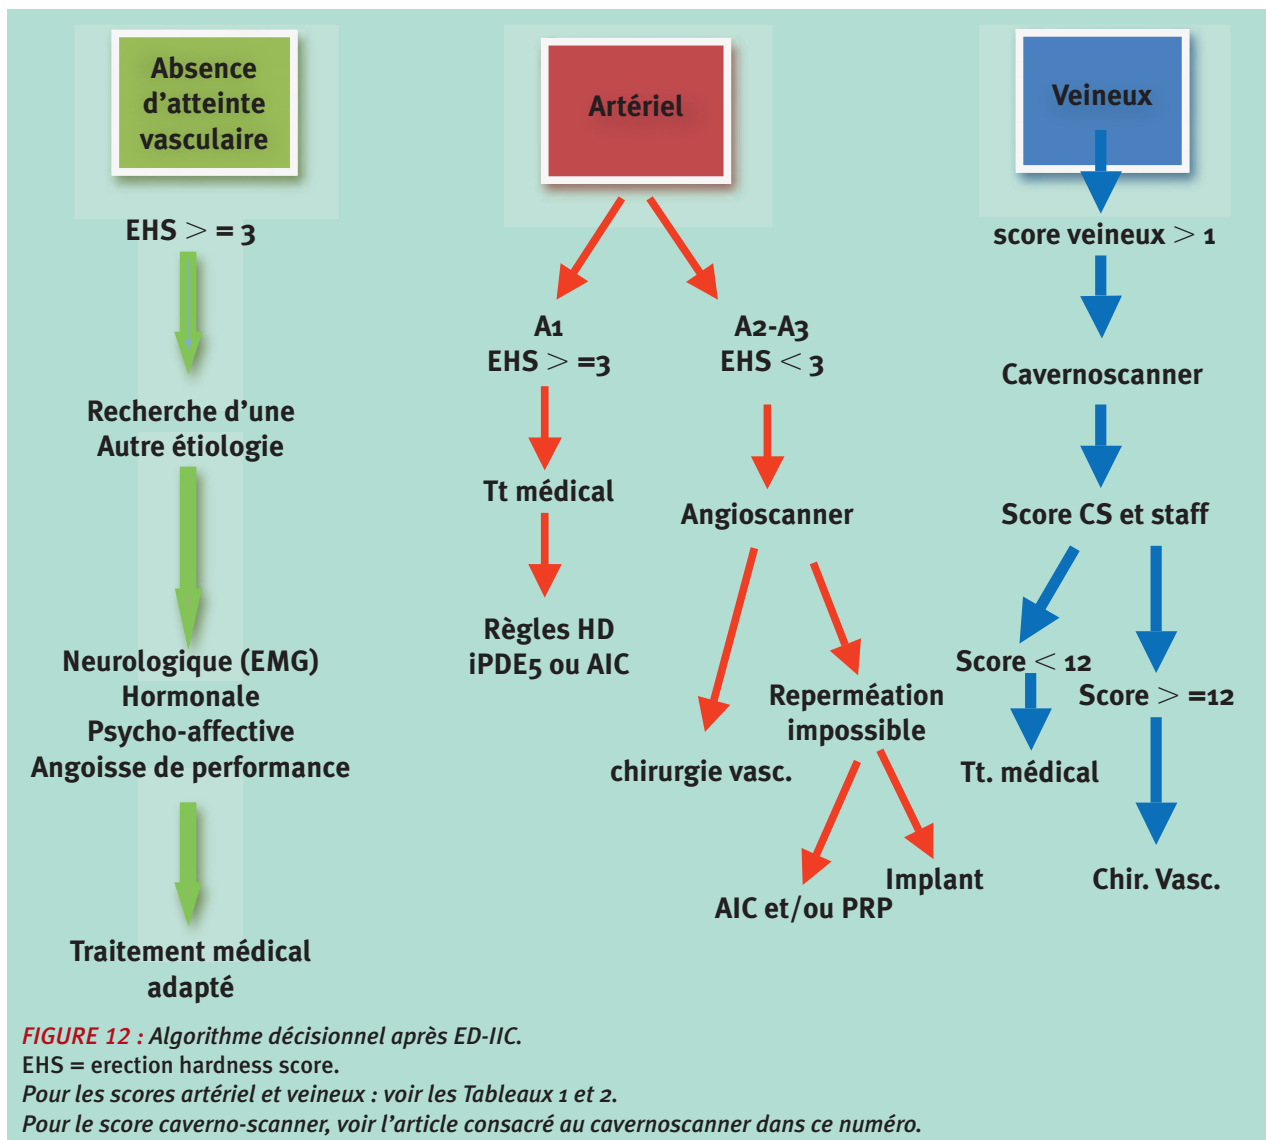 Absence
d'atteinte
vasculaire
EHS > = 3
Recherche d'une
Autre étiologie
Neurologique (EMG)
Hormonale
Psycho-affective
Angoisse de performance
Traitement médical
adapté
Artériel
A1
EHS > =3
Tt médical
Règles HD
iPDE5 ou AIC
A2-A3
EHS < 3
Angioscanner
chirurgie vasc.
Reperméation
impossible
AIC et/ou PRP
Implant
Veineux
score veineux > 1
Cavernoscanner
Score CS et staff
Score < 12
Tt. médical
Score > =12
Chir. Vasc.
FIGURE 12 : Algorithme décisionnel après ED-IIC.
EHS = erection hardness score.
Pour les scores artériel et veineux : voir les Tableaux 1 et 2.
Pour le score caverno-scanner, voir l'article consacré au cavernoscanner dans ce numéro.